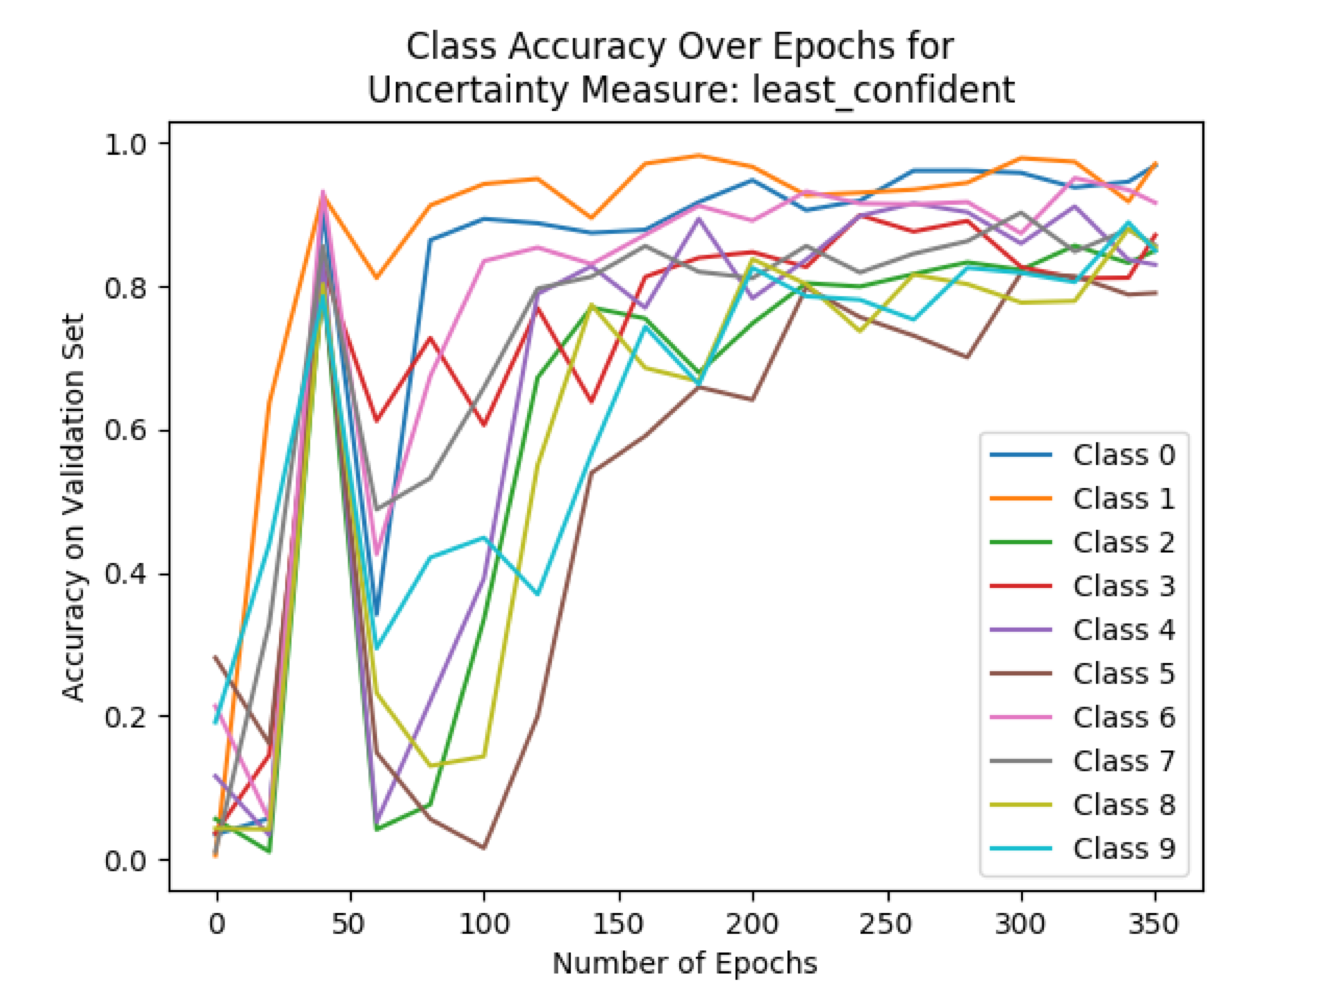 Class Accuracy Over Epochs for
Uncertainty Measure: least_confident
Accuracy on Validation Set
1.0
0.8
0.6
0.4
0.2
0.0
0 50 100 150 200 250 300 350
Number of Epochs
Class 0
Class 1
Class 2
Class 3
Class 4
Class 5
Class 6
Class 7
Class 8
Class 9